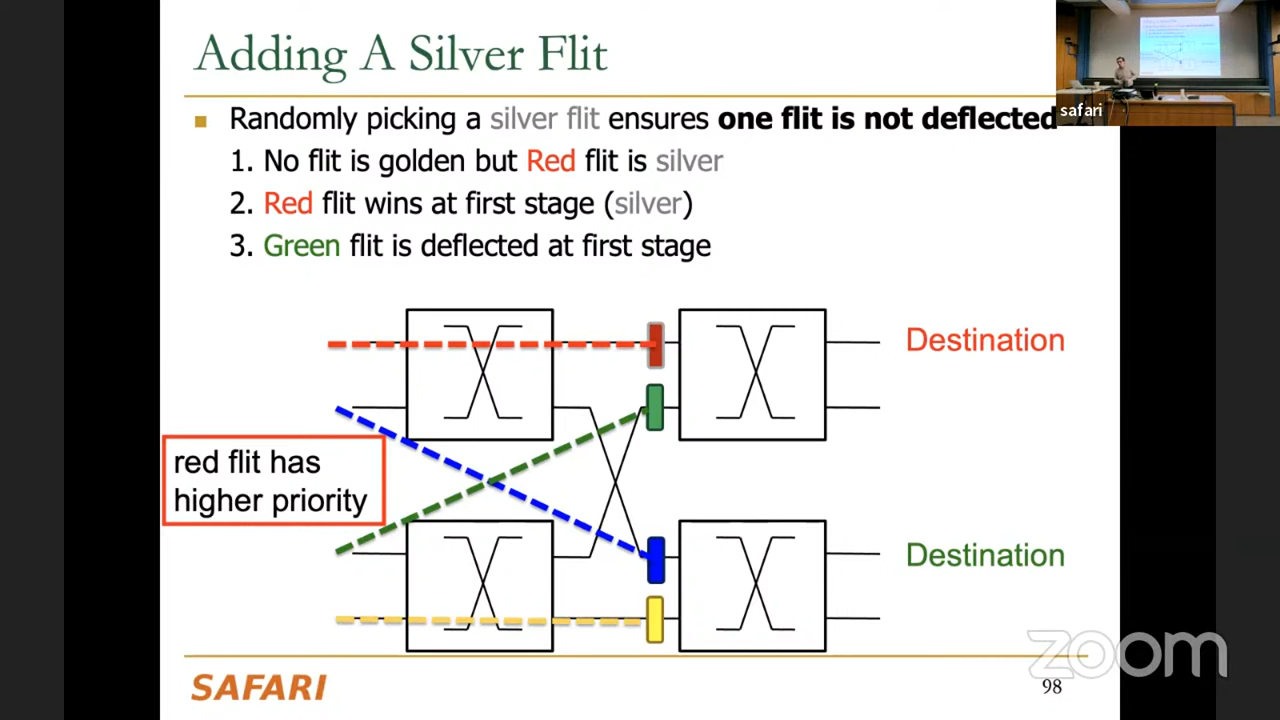 Adding A Silver Flit
Randomly picking a silver flit ensures one flit is not deflected
1. No flit is golden but Red flit is silver
2. Red flit wins at first stage (silver)
3. Green flit is deflected at first stage
safari
Destination
red flit has
higher priority
Destination
zoom
SAFARI
98